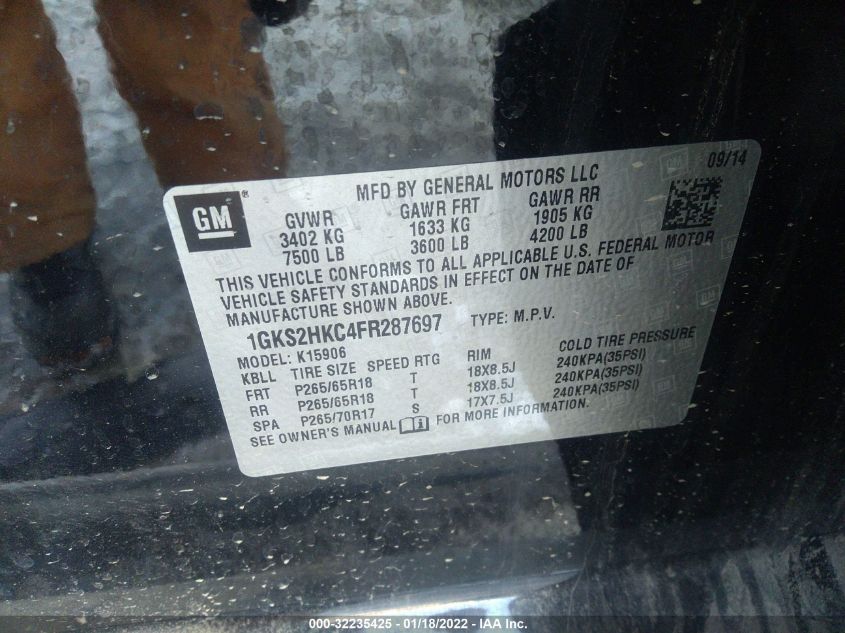 09/14
MFD BY GENERAL MOTORS LLC
GM®
GVWR GAWR FRT GAWR RR
3402 KG 1633 KG 1905 KG
7500 LB 3600 LB 4200 LB
THIS VEHICLE CONFORMS TO ALL APPLICABLE U.S. FEDERAL MOTOR
VEHICLE SAFETY STANDARDS IN EFFECT ON THE DATE OF
MANUFACTURE SHOWN ABOVE.
1GKS2HKC4FR287697 TYPE: M.P.V.
MODEL: K15906
KBLL TIRE SIZE SPEED RTG RIM COLD TIRE PRESSURE
FRT P265/65R18 T 18X8.5J 240KPA(35PSI)
RR P265/65R18 T 18X8.5J 240KPA(35PSI)
SPA P265/70R17 S 17X7.5J 240KPA(35PSI)
SEE OWNER'S MANUAL FOR MORE INFORMATION.
000-32235425 - 01/18/2022 - IAA Inc.